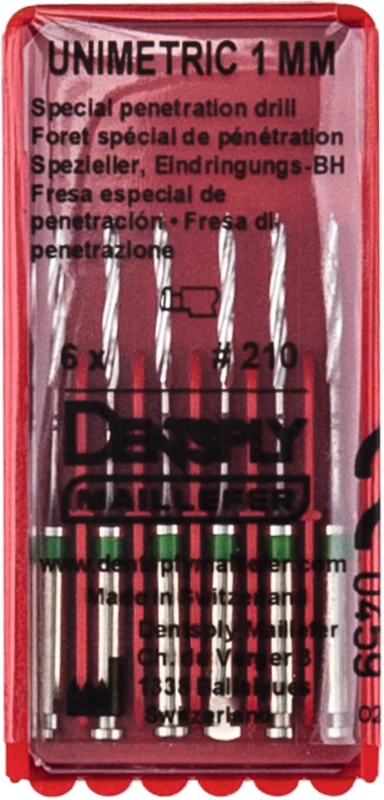 UNIMETRIC 1 MM
Special penetration drill
Foret spécial de pénétration
Spezieller, Eindringungs-BH
Fresa especial de
penetración • Fresa di
penetrazione
6 x # 210
DENTSPLY
MAILLEFER
www.dentsplymaillefer.com
Made in Switzerland
Dentsply Maillefer
Ch. du Verger 3
1338 Ballaigues
Switzerland
0459
02